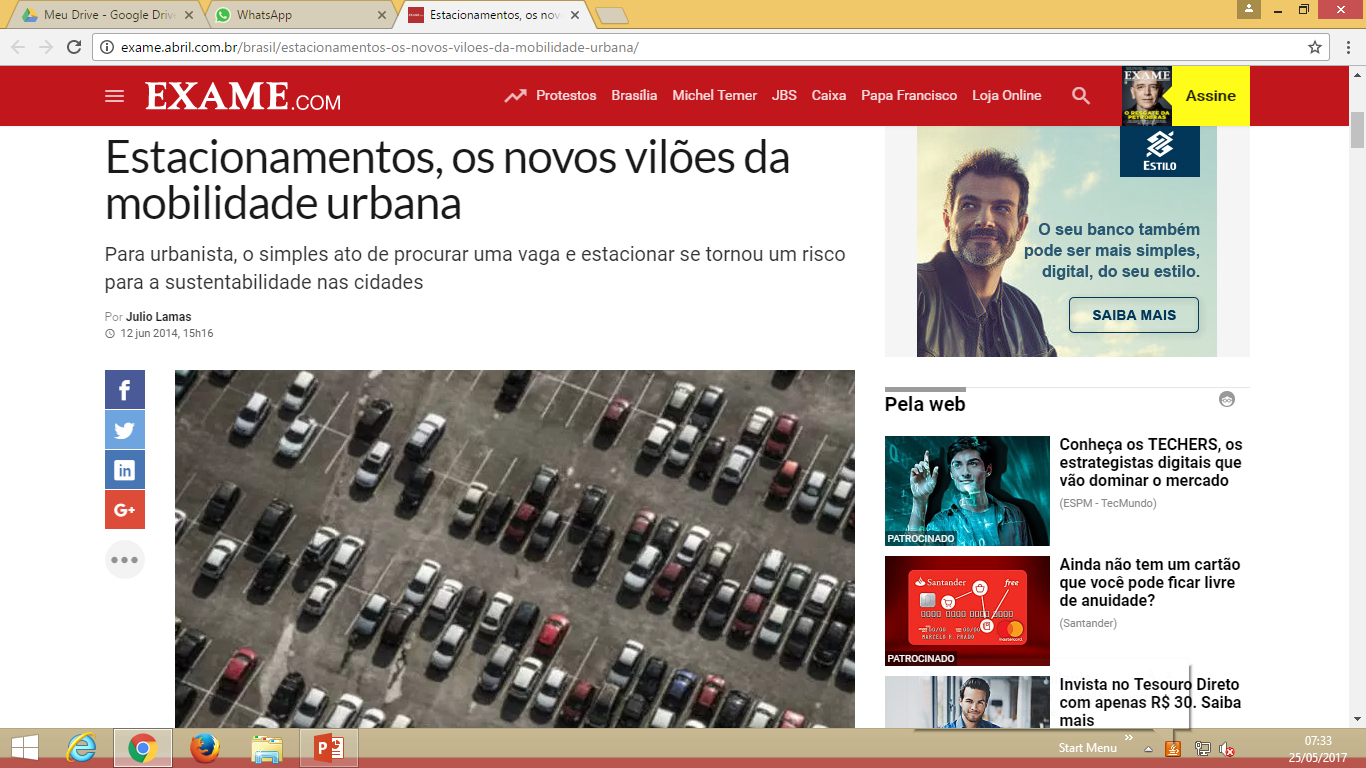 Meu Drive - Google Drive
WhatsApp
Estacionamentos, os nov
exame.abril.com.br/brasil/estacionamentos-os-novos-viloes-da-mobilidade-urbana/
EXAME.COM
Protestos Brasília Michel Temer JBS Caixa Papa Francisco Loja Online
EXAME
Assine
Estacionamentos, os novos vilões da
mobilidade urbana
Para urbanista, o simples ato de procurar uma vaga e estacionar se tornou um risco
para a sustentabilidade nas cidades
Por Julio Lamas
12 jun 2014, 15h16
ESTILO
O seu banco também
pode ser mais simples,
digital, do seu estilo.
SAIBA MAIS
Pela web
PATROCINADO
Conheça os TECHERS, os
estrategistas digitais que
vão dominar o mercado
(ESPM - TecMundo)
Santander
free
MARCELO R. PRADO
mastercard
PATROCINADO
Ainda não tem um cartão
que você pode ficar livre
de anuidade?
(Santander)
Invista no Tesouro Direto
com apenas R$ 30. Saiba
mais
Start Menu
07:33
25/05/2017